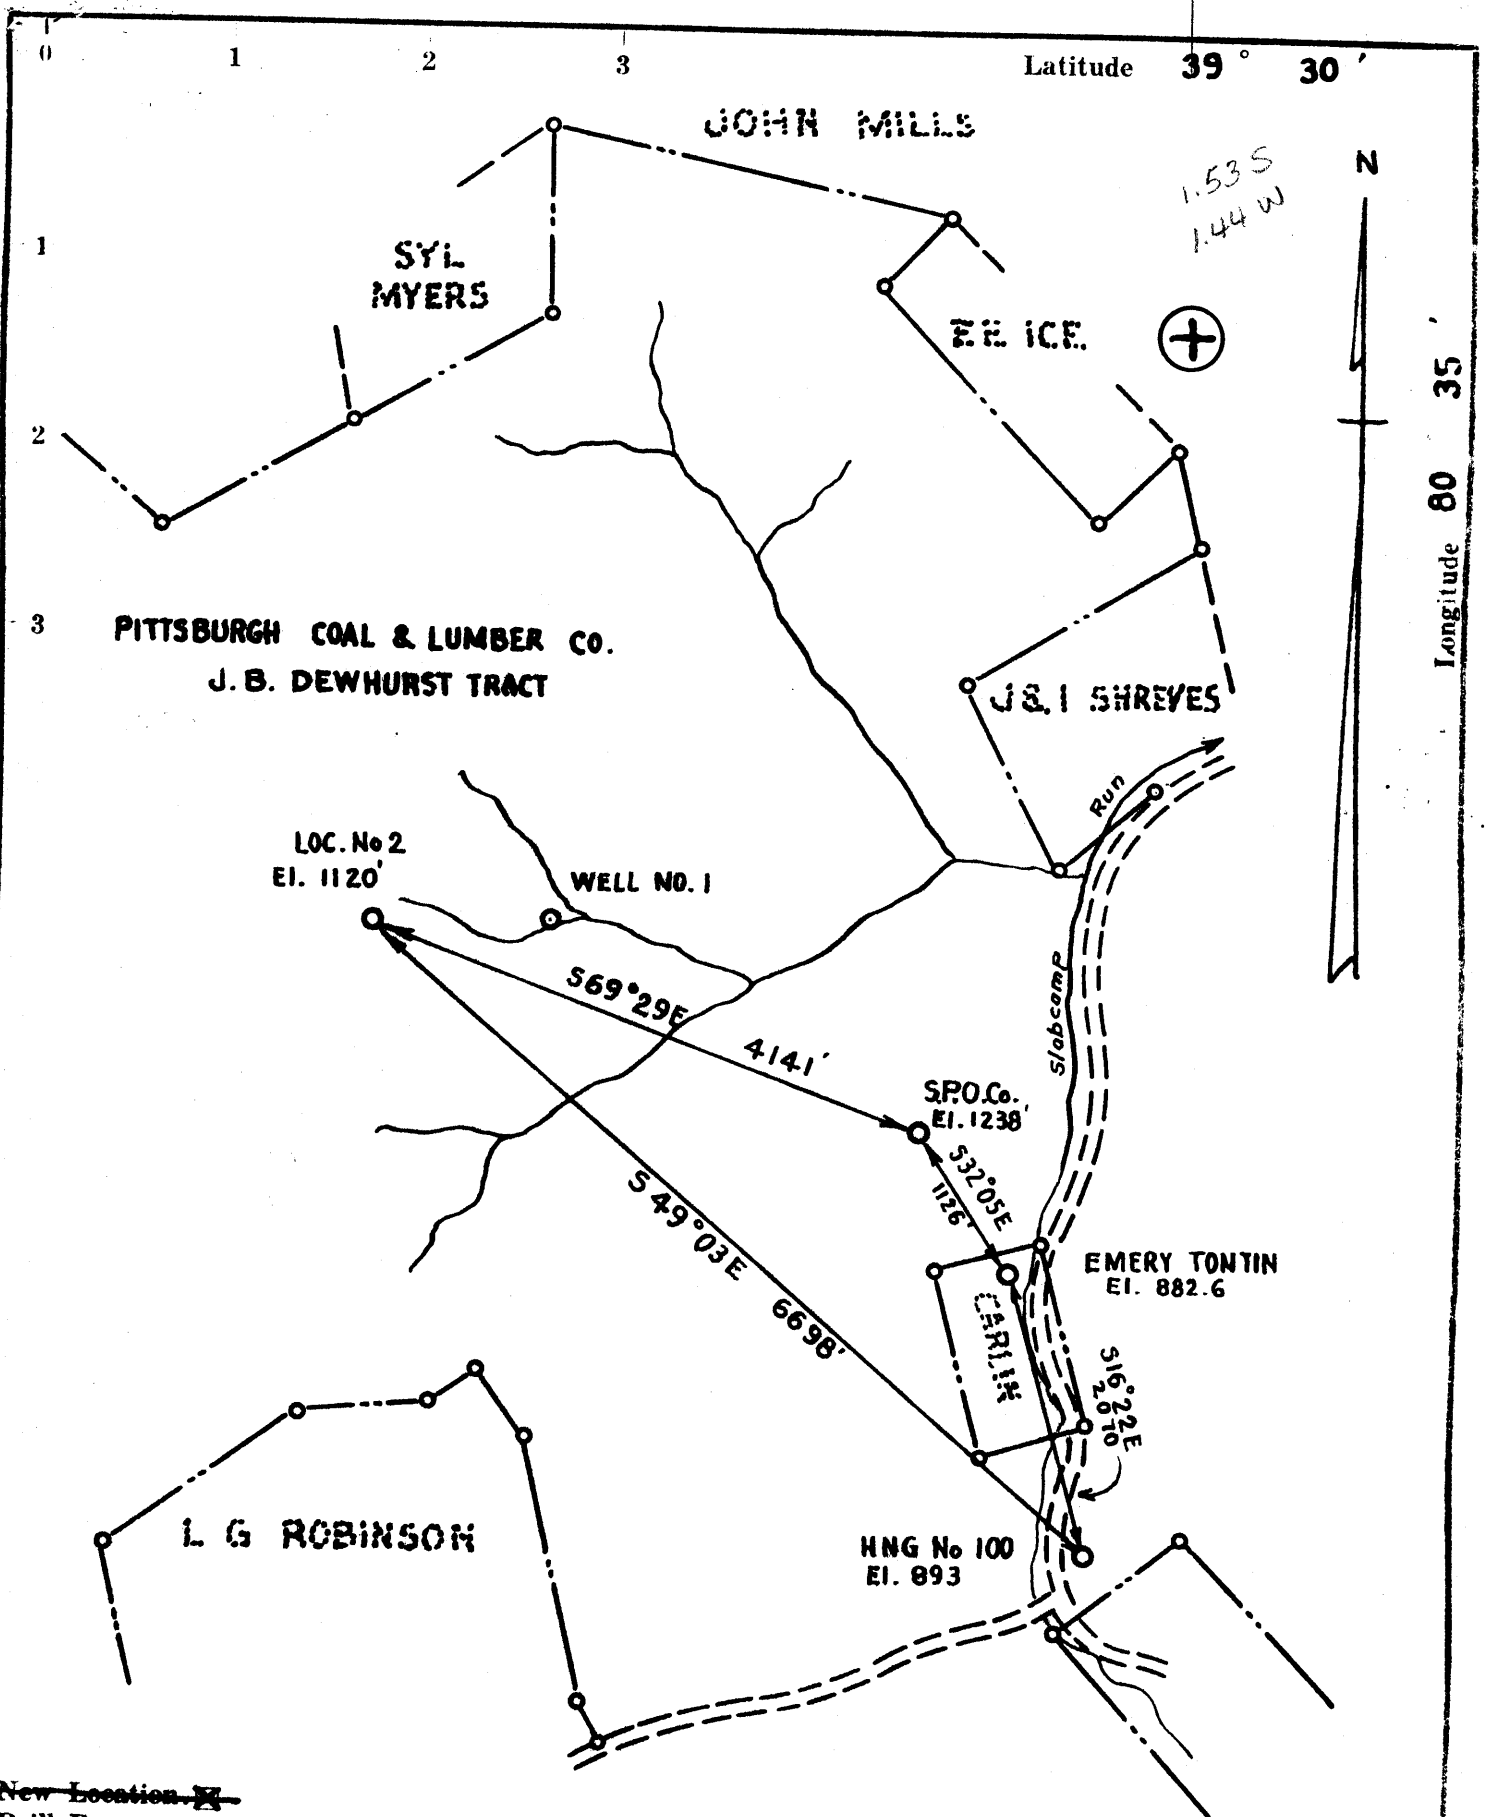 0 1 2 3 Latitude 39° 30'
JOHN MILLS
1.53 S
1.44 W
N
1
SYL
MYERS
EE ICE
2
Longitude 80 35'
3
PITTSBURGH COAL & LUMBER CO.
J. B. DEWHURST TRACT
J & I SHREVES
Run
LOC. No 2
El. 1120'
WELL NO. 1
Slabcamp
S69°29E
4141'
S.P.O.Co.
El. 1238'
S32°05E
1126'
S 49°03E 6698'
EMERY TONTIN
El. 882.6
CARLIN
S16°22E
2070
L G ROBINSON
HNG No 100
El. 893
New Location